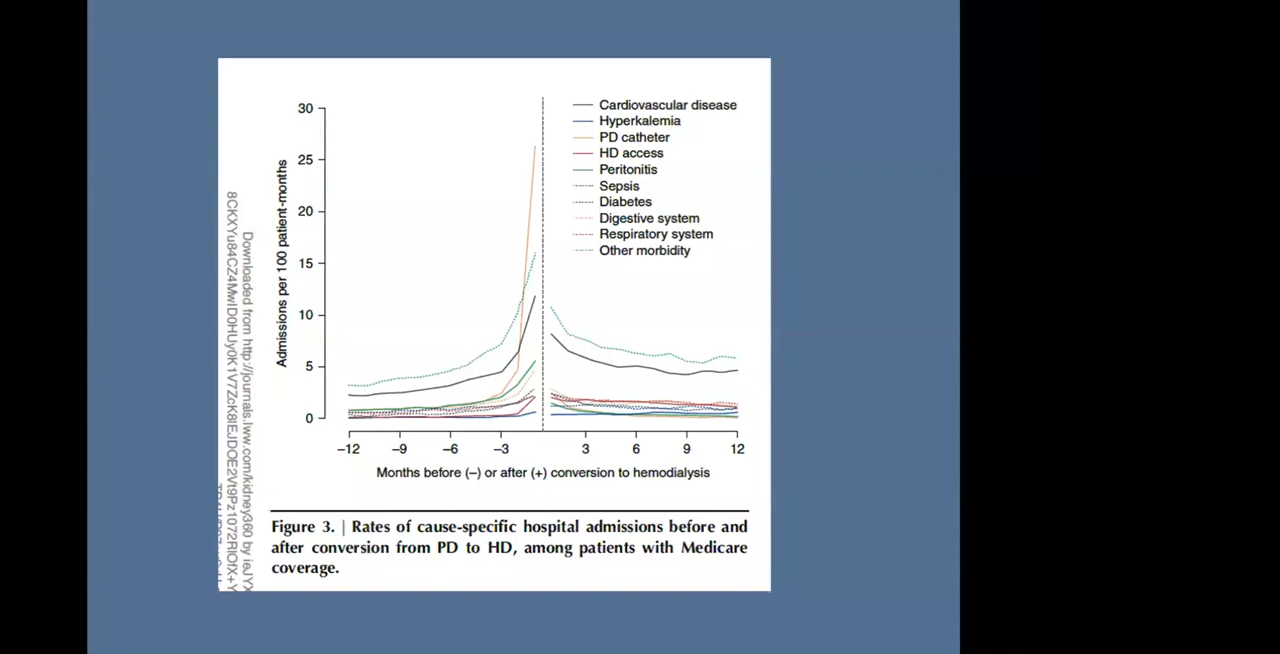 30
25
20
15
10
5
0
Admissions per 100 patient-months
Cardiovascular disease
Hyperkalemia
PD catheter
HD access
Peritonitis
Sepsis
Diabetes
Digestive system
Respiratory system
Other morbidity
−12 −9 −6 −3 3 6 9 12
Months before (−) or after (+) conversion to hemodialysis
Figure 3. | Rates of cause-specific hospital admissions before and
after conversion from PD to HD, among patients with Medicare
coverage.
Downloaded from http://journals.lww.com/kidney360 by